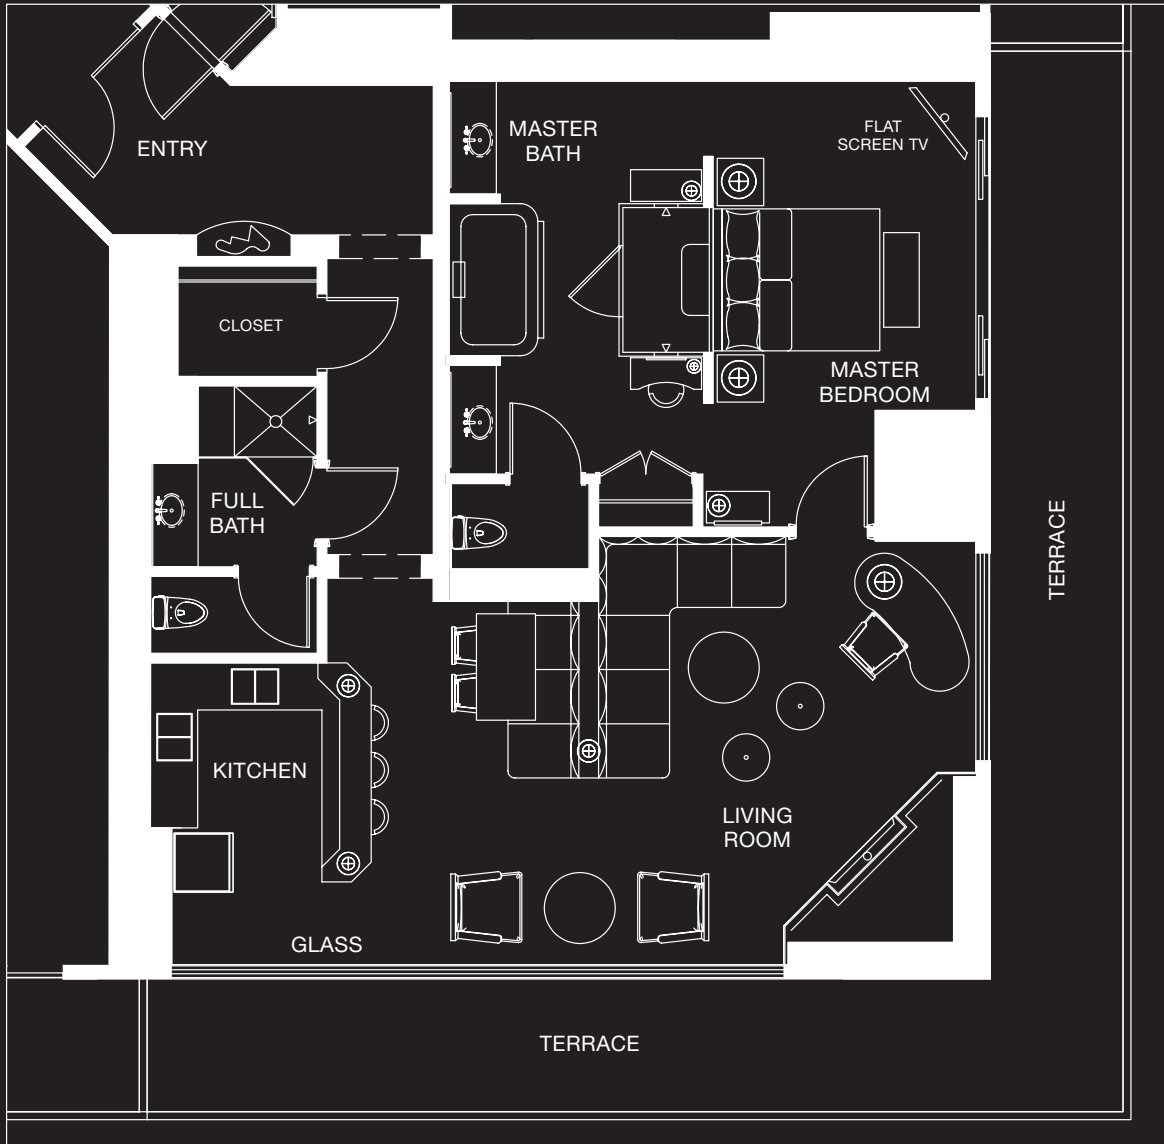 ENTRY
MASTER
BATH
FLAT
SCREEN TV
CLOSET
MASTER
BEDROOM
FULL
BATH
TERRACE
KITCHEN
LIVING
ROOM
GLASS
TERRACE